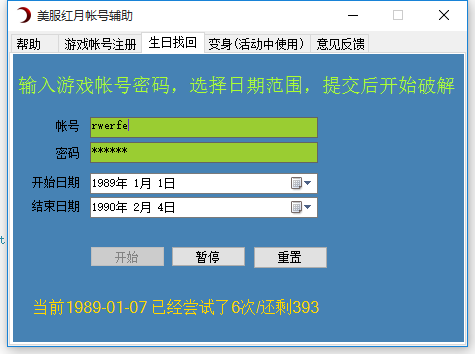 美服红月帐号辅助
帮助 游戏帐号注册 生日找回 变身(活动中使用) 意见反馈
输入游戏帐号密码，选择日期范围，提交后开始破解
帐号 rwerfe
密码 ******
开始日期 1989年 1月 1日
结束日期 1990年 2月 4日
开始 暂停 重置
当前1989-01-07 已经尝试了6次/还剩393
t